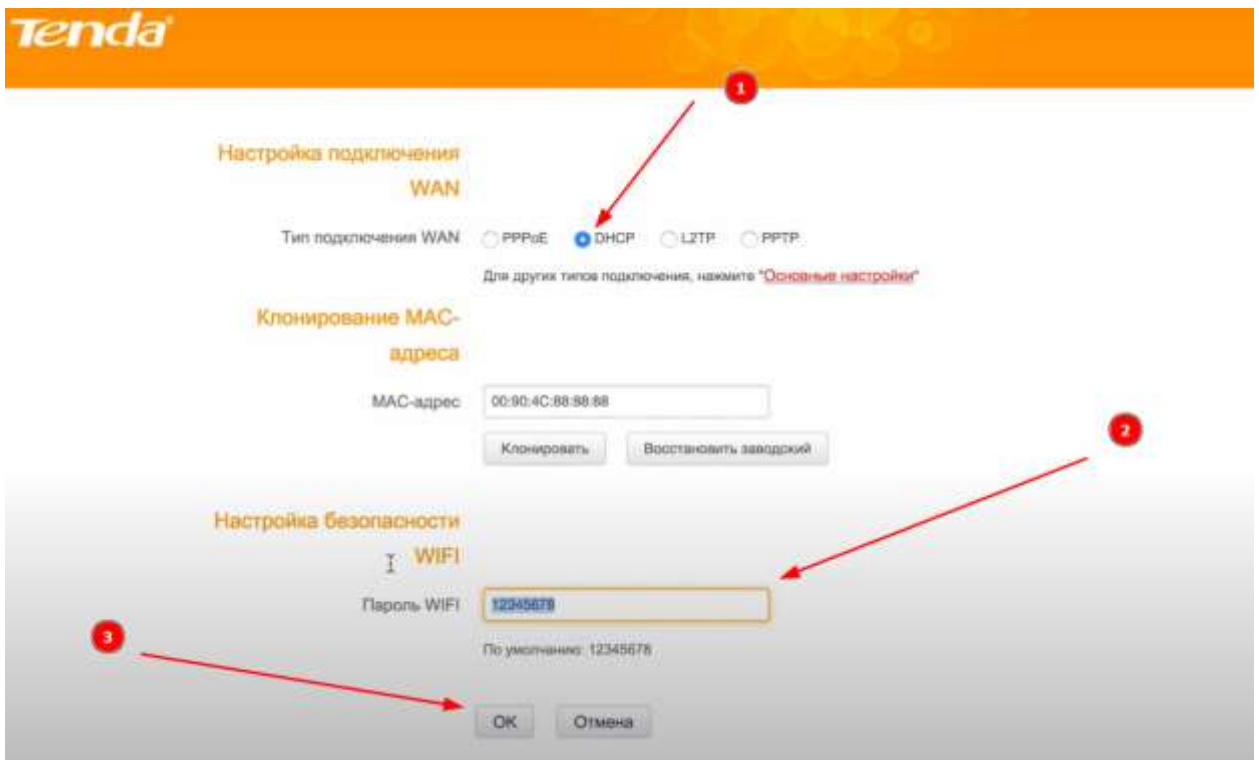 Tenda
1
Настройка подключения
WAN
Тип подключения WAN PPPoE DHCP L2TP PPTP
Для других типов подключения, нажмите "Основные настройки"
Клонирование MAC-
адреса
MAC-адрес 00:90:4C:88:88:88
2
Клонировать Восстановить заводский
Настройка безопасности
WIFI
Пароль WIFI 12345678
3
По умолчанию: 12345678
OK Отмена